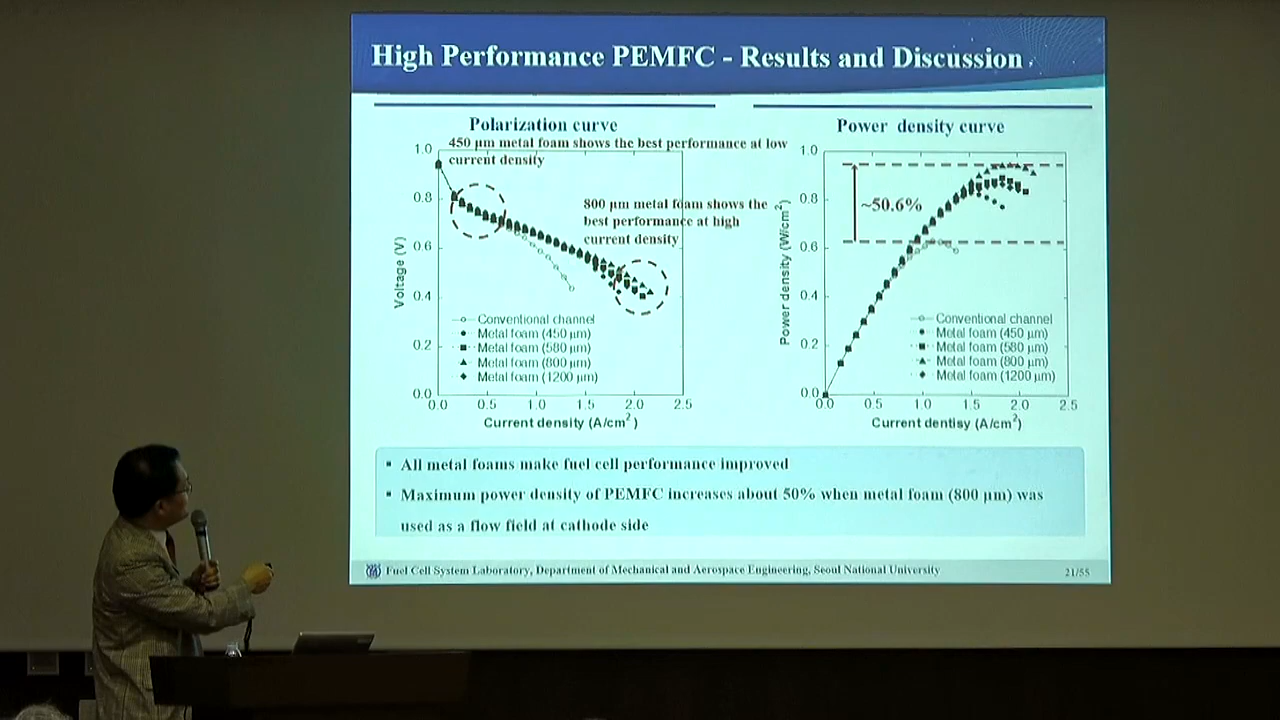 High Performance PEMFC - Results and Discussion
Polarization curve
450 μm metal foam shows the best performance at low
current density
800 μm metal foam shows the
best performance at high
current density
Voltage (V)
1.0
0.8
0.6
0.4
0.2
0.0
Conventional channel
Metal foam (450 μm)
Metal foam (580 μm)
Metal foam (800 μm)
Metal foam (1200 μm)
0.0 0.5 1.0 1.5 2.0 2.5
Current density (A/cm²)
Power density curve
Power density (W/cm²)
1.0
0.8
0.6
0.4
0.2
0.0
~50.6%
Conventional channel
Metal foam (450 μm)
Metal foam (580 μm)
Metal foam (800 μm)
Metal foam (1200 μm)
0.0 0.5 1.0 1.5 2.0 2.5
Current dentisy (A/cm²)
▪ All metal foams make fuel cell performance improved
▪ Maximum power density of PEMFC increases about 50% when metal foam (800 μm) was
used as a flow field at cathode side
Fuel Cell System Laboratory, Department of Mechanical and Aerospace Engineering, Seoul National University
21/55